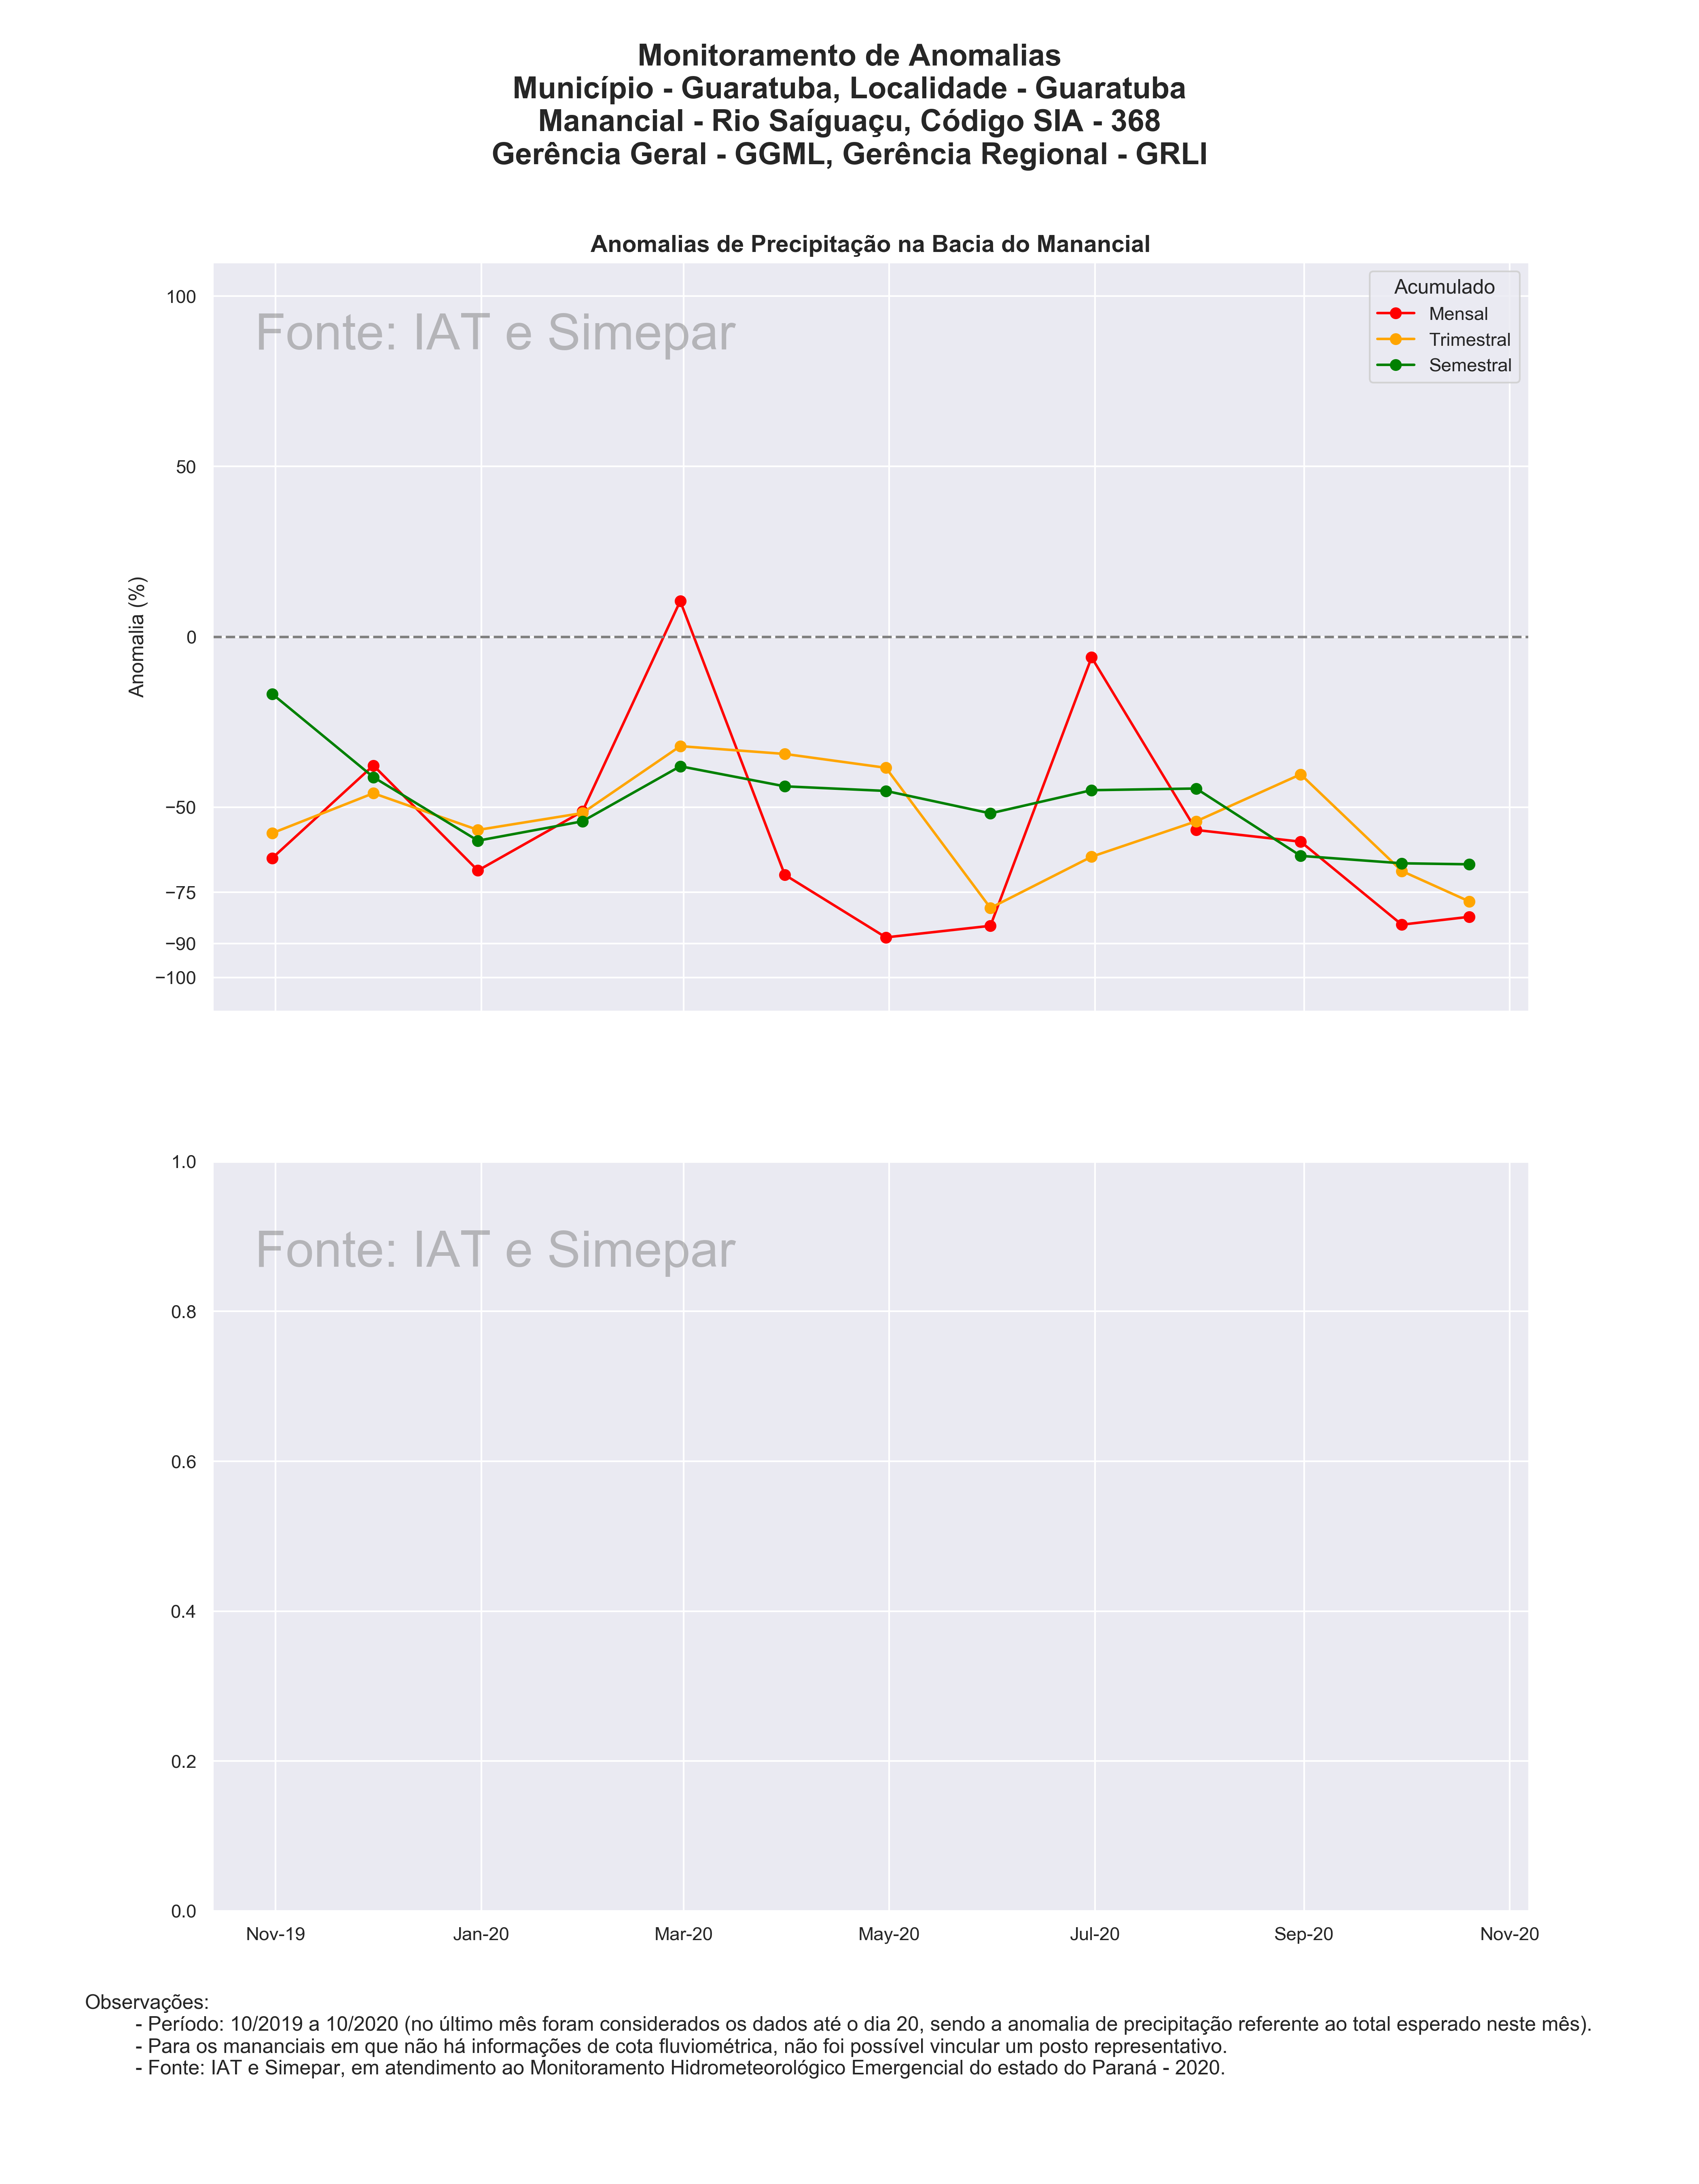 Monitoramento de Anomalias
Município - Guaratuba, Localidade - Guaratuba
Manancial - Rio Saíguaçu, Código SIA - 368
Gerência Geral - GGML, Gerência Regional - GRLI
Anomalias de Precipitação na Bacia do Manancial
Fonte: IAT e Simepar
Acumulado
Mensal
Trimestral
Semestral
Anomalia (%)
100
50
0
−50
−75
−90
−100
Fonte: IAT e Simepar
1.0
0.8
0.6
0.4
0.2
0.0
Nov-19 Jan-20 Mar-20 May-20 Jul-20 Sep-20 Nov-20
Observações:
- Período: 10/2019 a 10/2020 (no último mês foram considerados os dados até o dia 20, sendo a anomalia de precipitação referente ao total esperado neste mês).
- Para os mananciais em que não há informações de cota fluviométrica, não foi possível vincular um posto representativo.
- Fonte: IAT e Simepar, em atendimento ao Monitoramento Hidrometeorológico Emergencial do estado do Paraná - 2020.